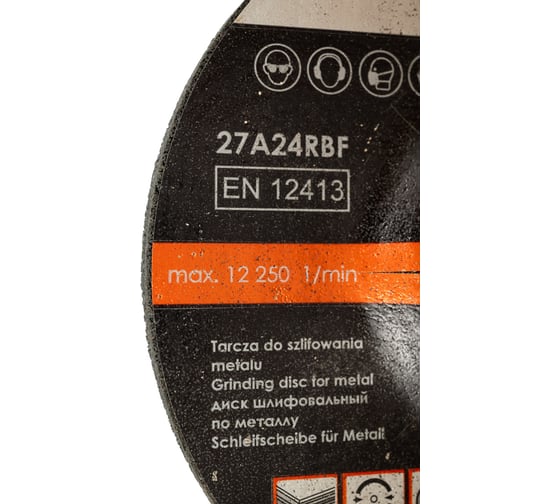 27A24RBF
EN 12413
max. 12 250 1/min
Tarcza do szlifowania
metalu
Grinding disc for metal
диск шлифовальный
по металлу
Schleifscheibe für Metall